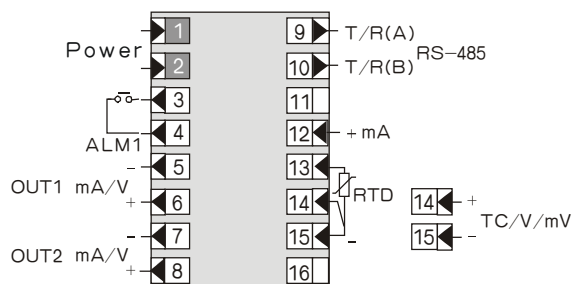 1 9 T/R(A)
Power RS-485
2 10 T/R(B)
3 11
4 12 +mA
ALM1
- 5 13
OUT1 mA/V
+ 6 14 RTD 14 +
TC/V/mV
- 7 15 - 15 -
OUT2 mA/V
+ 8 16